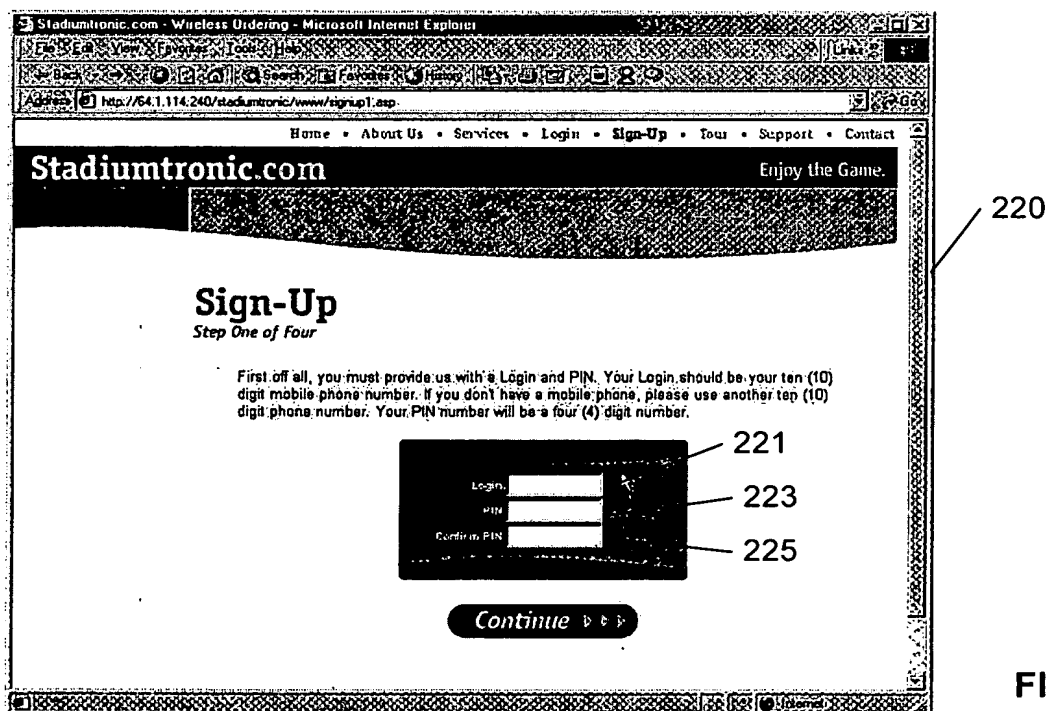 Stadiumtronic.com - Wireless Ordering - Microsoft Internet Explorer
File Edit View Favorites Tools Help Links
Back Search Favorites History
Address http://64.1.114.240/stadiumtronic/www/signup1.asp Go
Home • About Us • Services • Login • Sign-Up • Tour • Support • Contact
Stadiumtronic.com Enjoy the Game.
220
Sign-Up
Step One of Four
First off all, you must provide us with a Login and PIN. Your Login should be your ten (10)
digit mobile phone number. If you don't have a mobile phone, please use another ten (10)
digit phone number. Your PIN number will be a four (4) digit number.
221
Login
223
PIN
225
Confirm PIN
Continue
FI
Internet